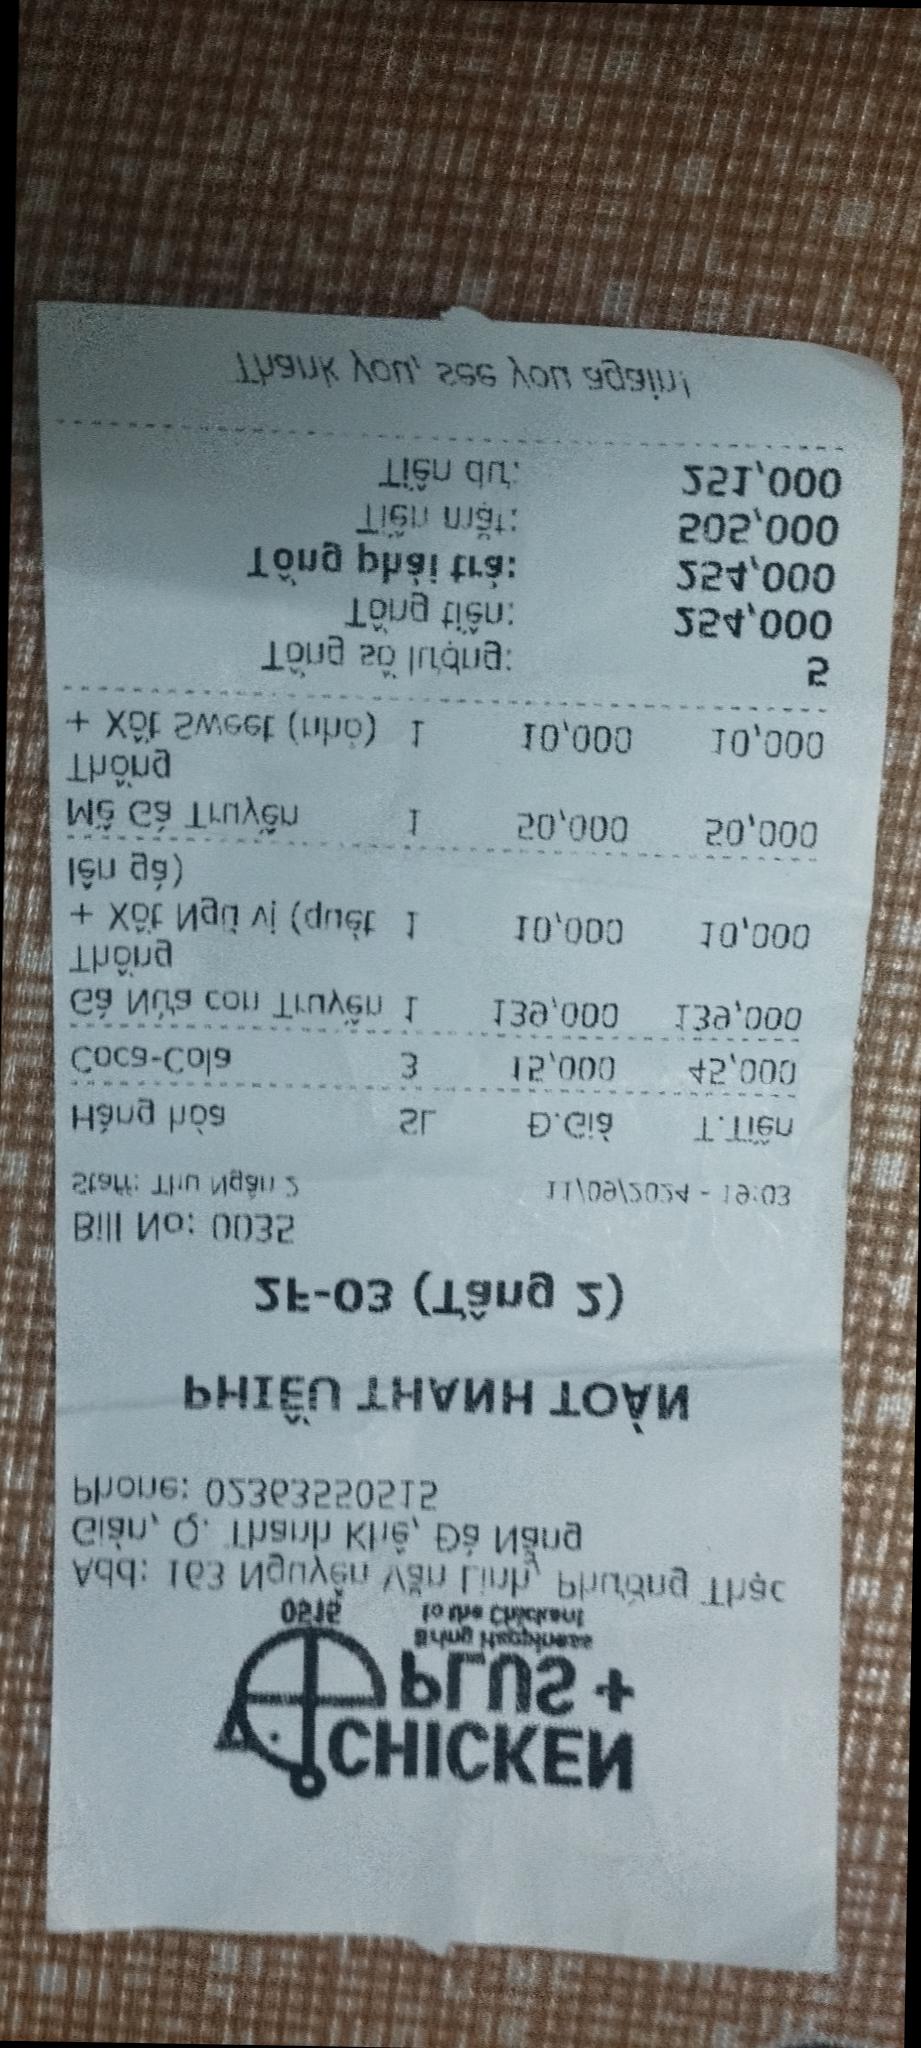 CHICKEN
PLUS +
Bring Happiness
to the Chicken!
0515
Add: 163 Nguyễn Văn Linh, Phường Thạc
Gián, Q. Thanh Khê, Đà Nẵng
Phone: 02363550515
PHIẾU THANH TOÁN
2F-03 (Tầng 2)
Bill No: 0035
Staff: Thu Ngân 2 11/09/2024 - 19:03
Hàng hóa SL Đ.Giá T.Tiền
Coca-Cola 3 15,000 45,000
Gà Nửa con Truyền 1 139,000 139,000
Thống
+ Xốt Ngũ vị (quét 1 10,000 10,000
lên gà)
Mề Gà Truyền 1 50,000 50,000
Thống
+ Xốt Sweet (nhỏ) 1 10,000 10,000
Tổng số lượng: 5
Tổng tiền: 254,000
Tổng phải trả: 254,000
Tiền mặt: 505,000
Tiền dư: 251,000
Thank you, see you again!